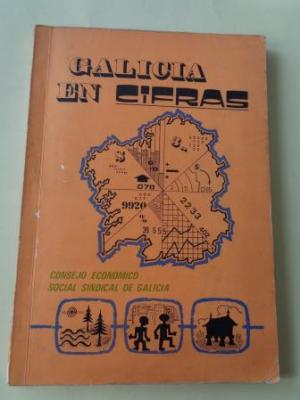 GALICIA
EN CIFRAS
CONSEJO ECONOMICO
SOCIAL SINDICAL DE GALICIA